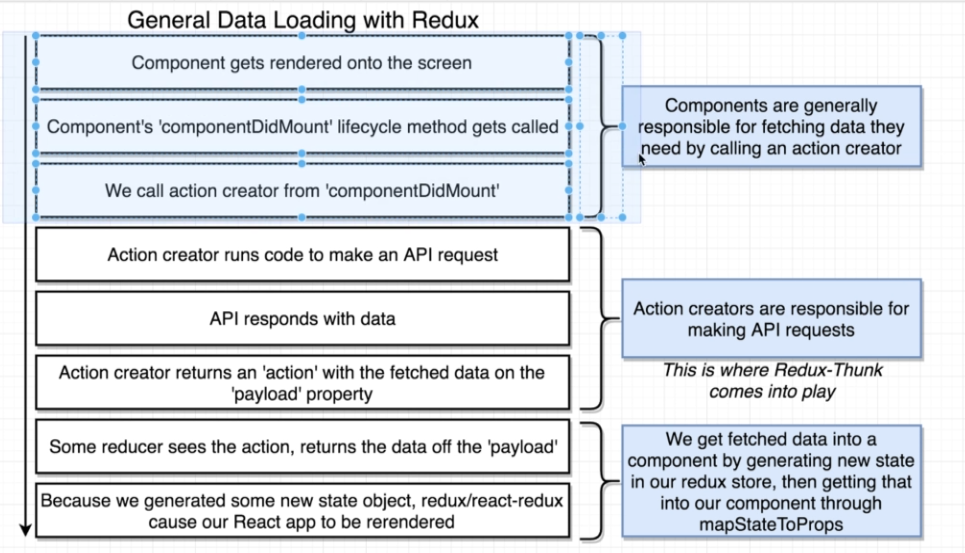 General Data Loading with Redux
Component gets rendered onto the screen
Component's 'componentDidMount' lifecycle method gets called
We call action creator from 'componentDidMount'
Components are generally
responsible for fetching data they
need by calling an action creator
Action creator runs code to make an API request
API responds with data
Action creator returns an 'action' with the fetched data on the
'payload' property
Action creators are responsible for
making API requests
This is where Redux-Thunk
comes into play
Some reducer sees the action, returns the data off the 'payload'
Because we generated some new state object, redux/react-redux
cause our React app to be rerendered
We get fetched data into a
component by generating new state
in our redux store, then getting that
into our component through
mapStateToProps